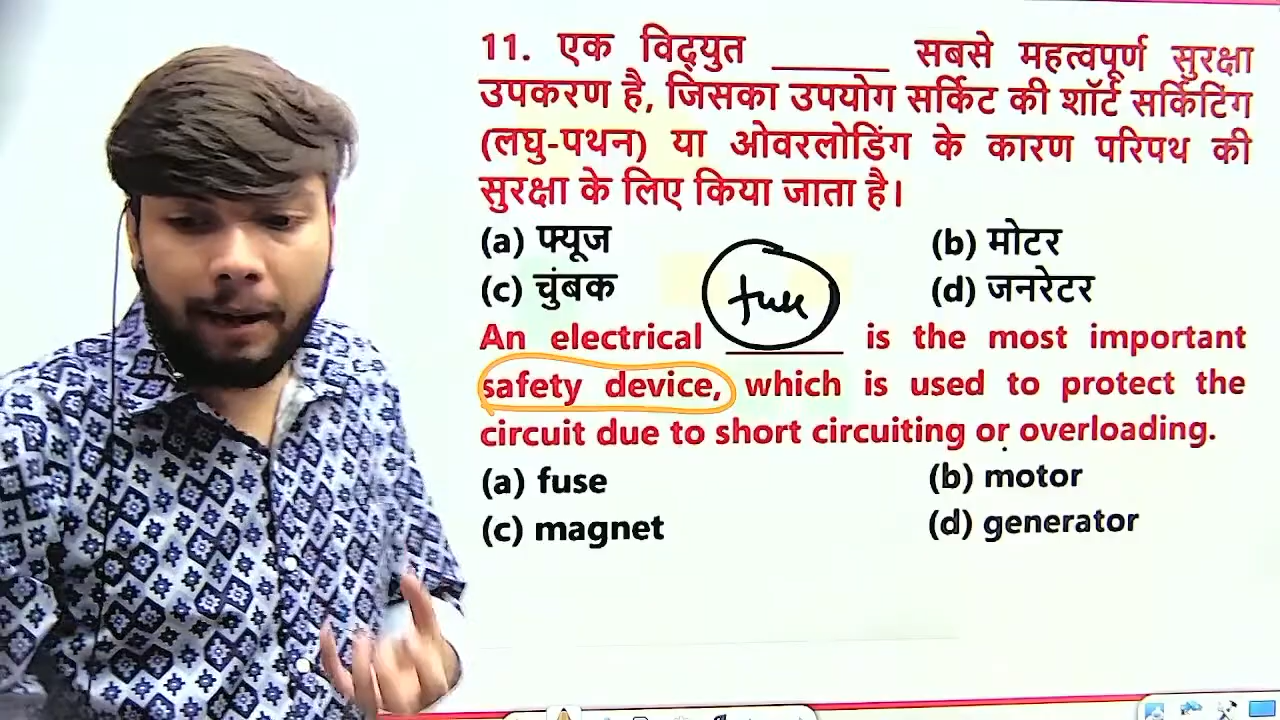 11. एक विद्युत ______ सबसे महत्वपूर्ण सुरक्षा
उपकरण है, जिसका उपयोग सर्किट की शॉर्ट सर्किटिंग
(लघु-पथन) या ओवरलोडिंग के कारण परिपथ की
सुरक्षा के लिए किया जाता है।
(a) फ्यूज (b) मोटर
(c) चुंबक (d) जनरेटर
fuse
An electrical ______ is the most important
safety device, which is used to protect the
circuit due to short circuiting or overloading.
(a) fuse (b) motor
(c) magnet (d) generator